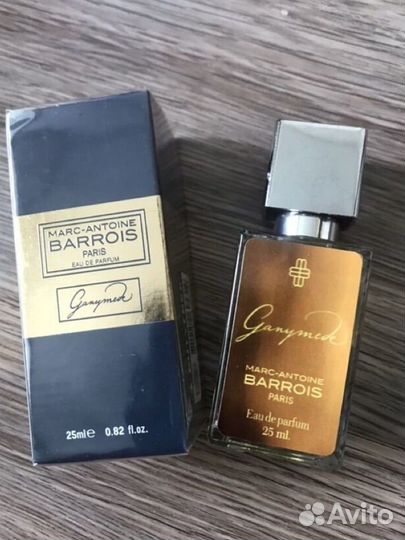 MARC-ANTOINE
BARROIS
PARIS
EAU DE PARFUM
Ganymede
25ml e 0.82 fl.oz.
Ganymede
MARC-ANTOINE
BARROIS
PARIS
Eau de parfum
25 ml.
Avito